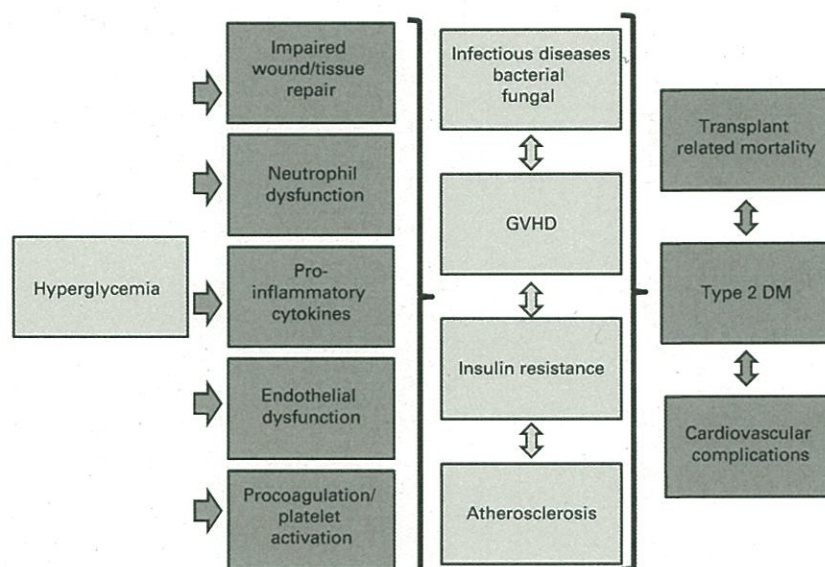 Hyperglycemia
Impaired
wound/tissue
repair
Neutrophil
dysfunction
Pro-
inflammatory
cytokines
Endothelial
dysfunction
Procoagulation/
platelet
activation
Infectious diseases
bacterial
fungal
GVHD
Insulin resistance
Atherosclerosis
Transplant
related mortality
Type 2 DM
Cardiovascular
complications